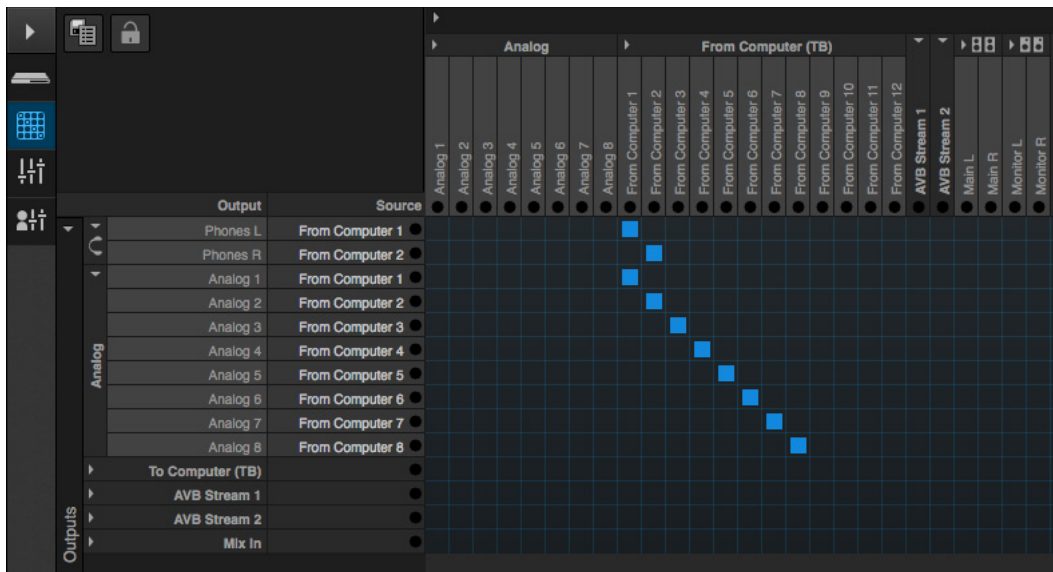 Analog
From Computer (TB)
Analog 1
Analog 2
Analog 3
Analog 4
Analog 5
Analog 6
Analog 7
Analog 8
From Computer 1
From Computer 2
From Computer 3
From Computer 4
From Computer 5
From Computer 6
From Computer 7
From Computer 8
From Computer 9
From Computer 10
From Computer 11
From Computer 12
AVB Stream 1
AVB Stream 2
Main L
Main R
Monitor L
Monitor R
Output Source
Phones L From Computer 1
Phones R From Computer 2
Analog 1 From Computer 1
Analog 2 From Computer 2
Analog 3 From Computer 3
Analog 4 From Computer 4
Analog 5 From Computer 5
Analog 6 From Computer 6
Analog 7 From Computer 7
Analog 8 From Computer 8
Analog
To Computer (TB)
AVB Stream 1
AVB Stream 2
Mix In
Outputs